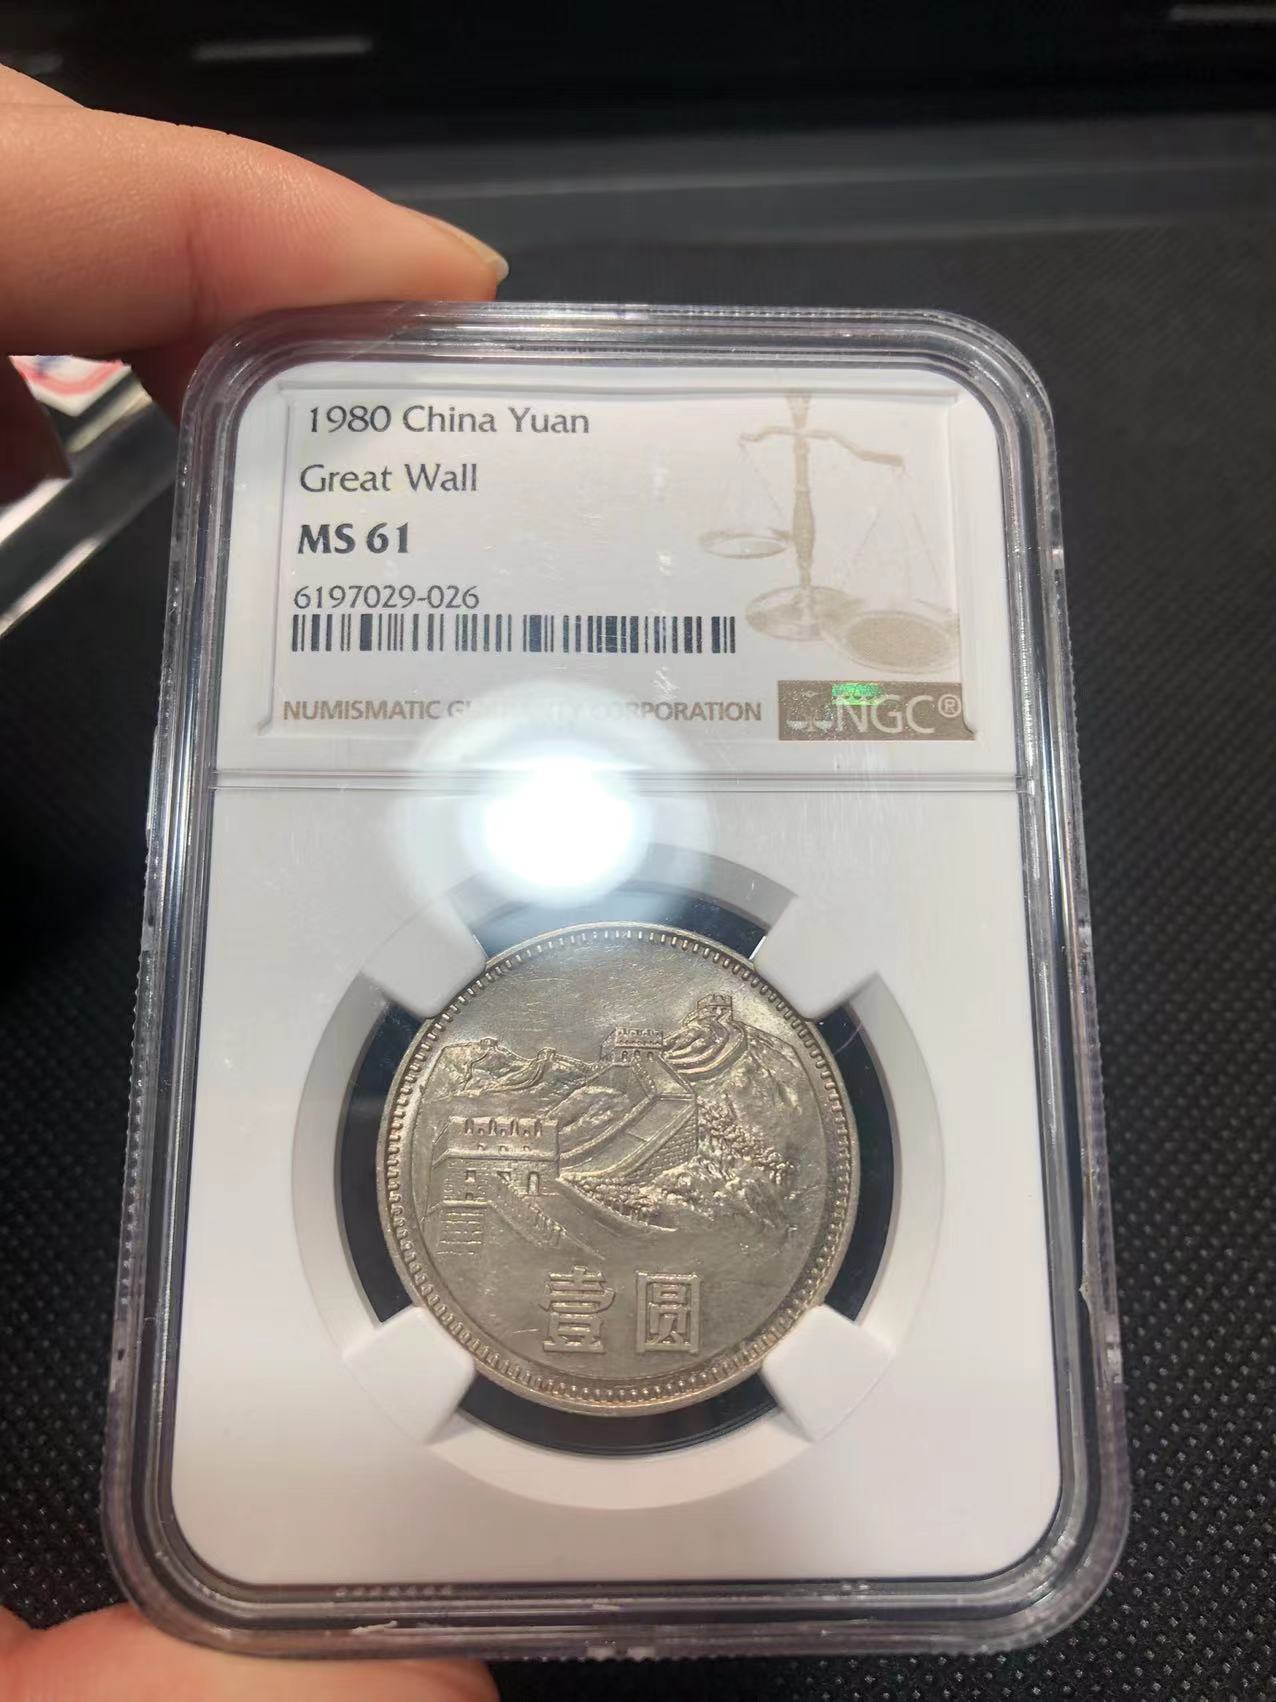 1980 China Yuan
Great Wall
MS 61
6197029-026
NUMISMATIC CORPORATION
NGC®
壹圆